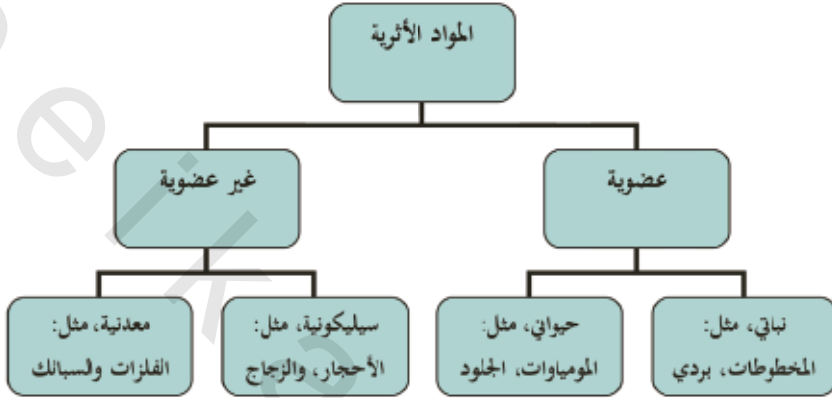 المواد الأثرية
عضوية
غير عضوية
نباتي، مثل:
المخطوطات، بردي
حيواني، مثل:
المومياوات، الجلود
سيليكونية، مثل:
الأحجار، والزجاج
معدنية، مثل:
الفلزات والسبائك